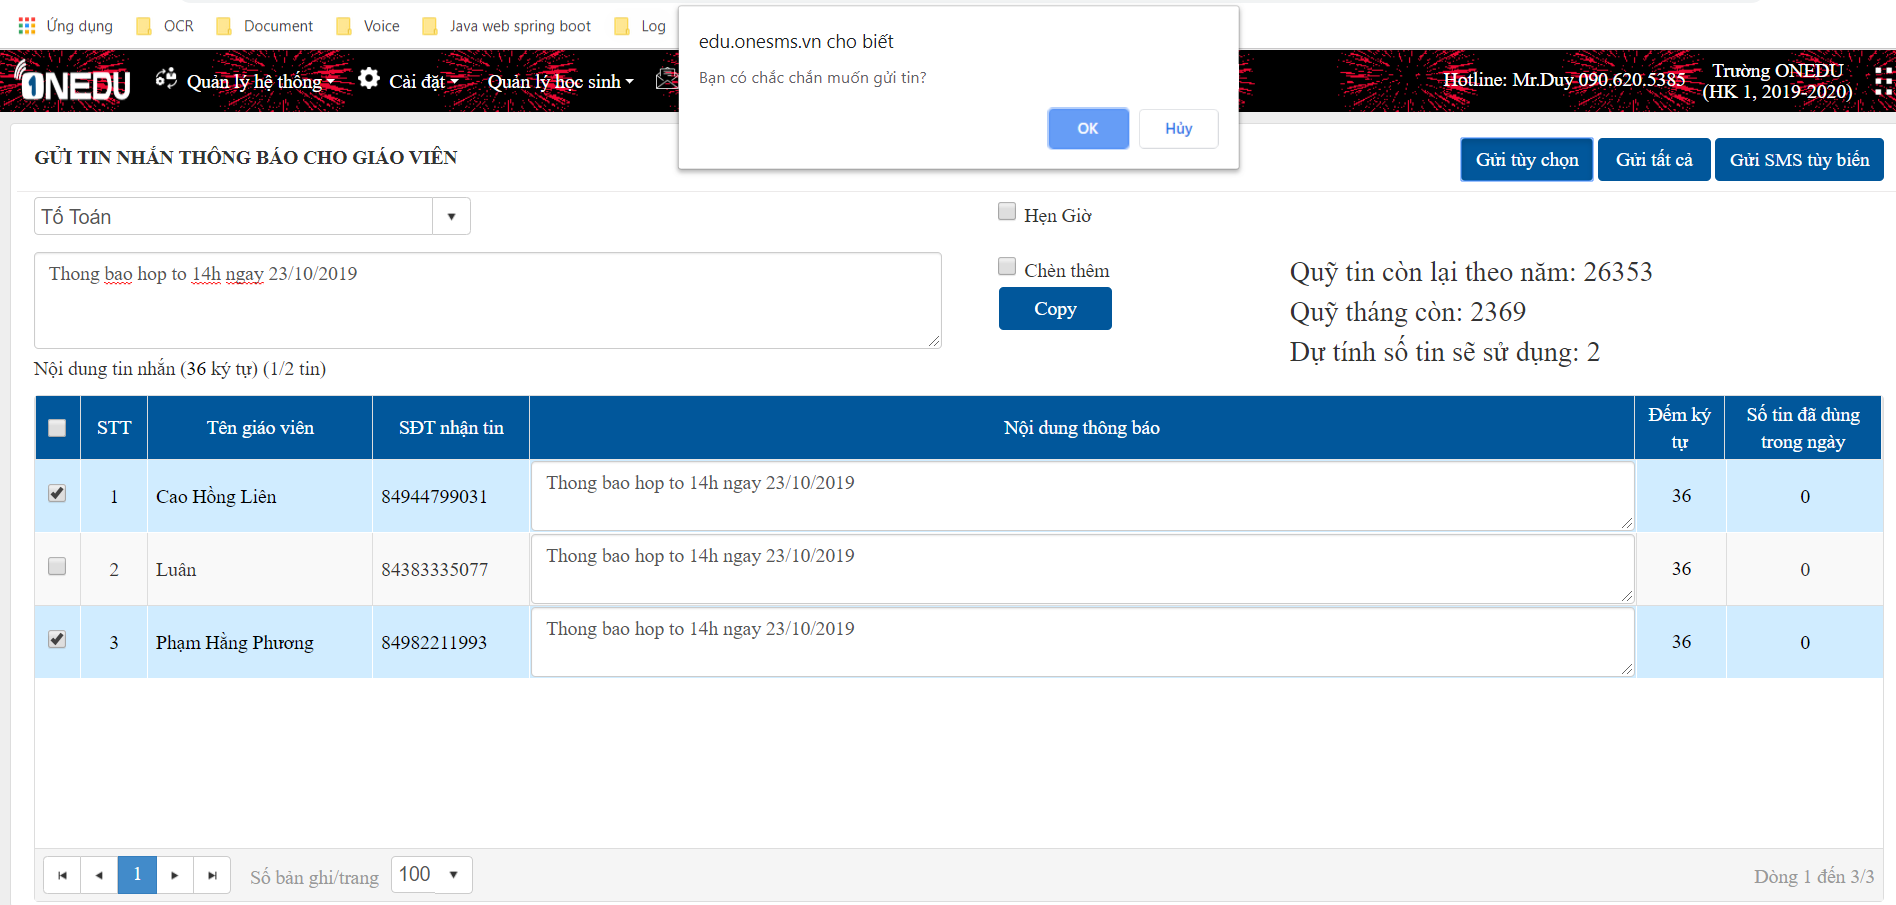 Ứng dụng OCR Document Voice Java web spring boot Log
edu.onesms.vn cho biết
Bạn có chắc chắn muốn gửi tin?
OK Hủy
ONEDU Quản lý hệ thống Cài đặt Quản lý học sinh Hotline: Mr.Duy 090.620.5385 Trường ONEDU
(HK 1, 2019-2020)
GỬI TIN NHẮN THÔNG BÁO CHO GIÁO VIÊN Gửi tùy chọn Gửi tất cả Gửi SMS tùy biến
Tổ Toán Hẹn Giờ
Thong bao hop to 14h ngay 23/10/2019 Chèn thêm Quỹ tin còn lại theo năm: 26353
Copy Quỹ tháng còn: 2369
Dự tính số tin sẽ sử dụng: 2
Nội dung tin nhắn (36 ký tự) (1/2 tin)
STT Tên giáo viên SĐT nhận tin Nội dung thông báo Đếm ký tự Số tin đã dùng trong ngày
1 Cao Hồng Liên 84944799031 Thong bao hop to 14h ngay 23/10/2019 36 0
2 Luân 84383335077 Thong bao hop to 14h ngay 23/10/2019 36 0
3 Phạm Hằng Phương 84982211993 Thong bao hop to 14h ngay 23/10/2019 36 0
1 Số bản ghi/trang 100 Dòng 1 đến 3/3